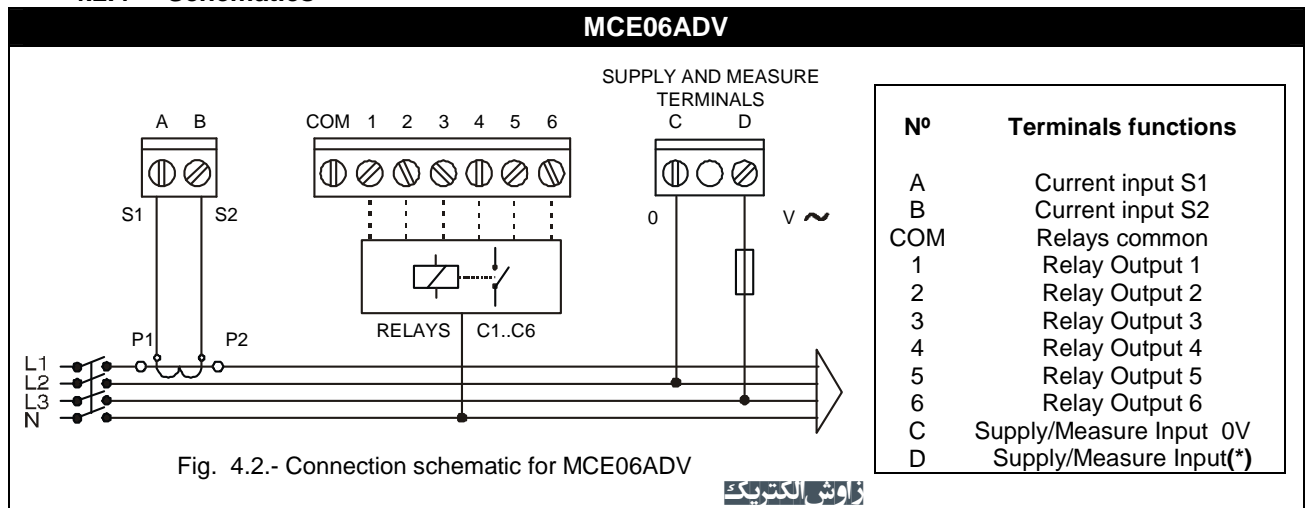 MCE06ADV
SUPPLY AND MEASURE
TERMINALS
A B COM 1 2 3 4 5 6 C D
S1 S2 0 V ~
RELAYS C1..C6
P1 P2
L1
L2
L3
N
Fig. 4.2.- Connection schematic for MCE06ADV
Nº Terminals functions
A Current input S1
B Current input S2
COM Relays common
1 Relay Output 1
2 Relay Output 2
3 Relay Output 3
4 Relay Output 4
5 Relay Output 5
6 Relay Output 6
C Supply/Measure Input 0V
D Supply/Measure Input(*)
زاوش الکتریک